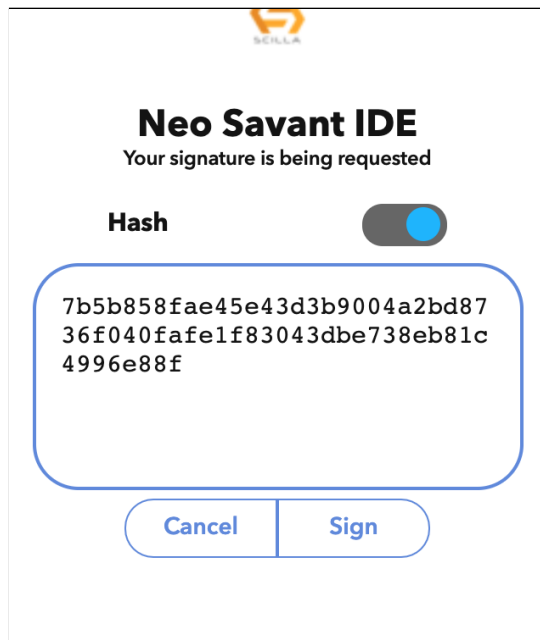 SCILLA
Neo Savant IDE
Your signature is being requested
Hash
7b5b858fae45e43d3b9004a2bd87
36f040fafe1f83043dbe738eb81c
4996e88f
Cancel
Sign